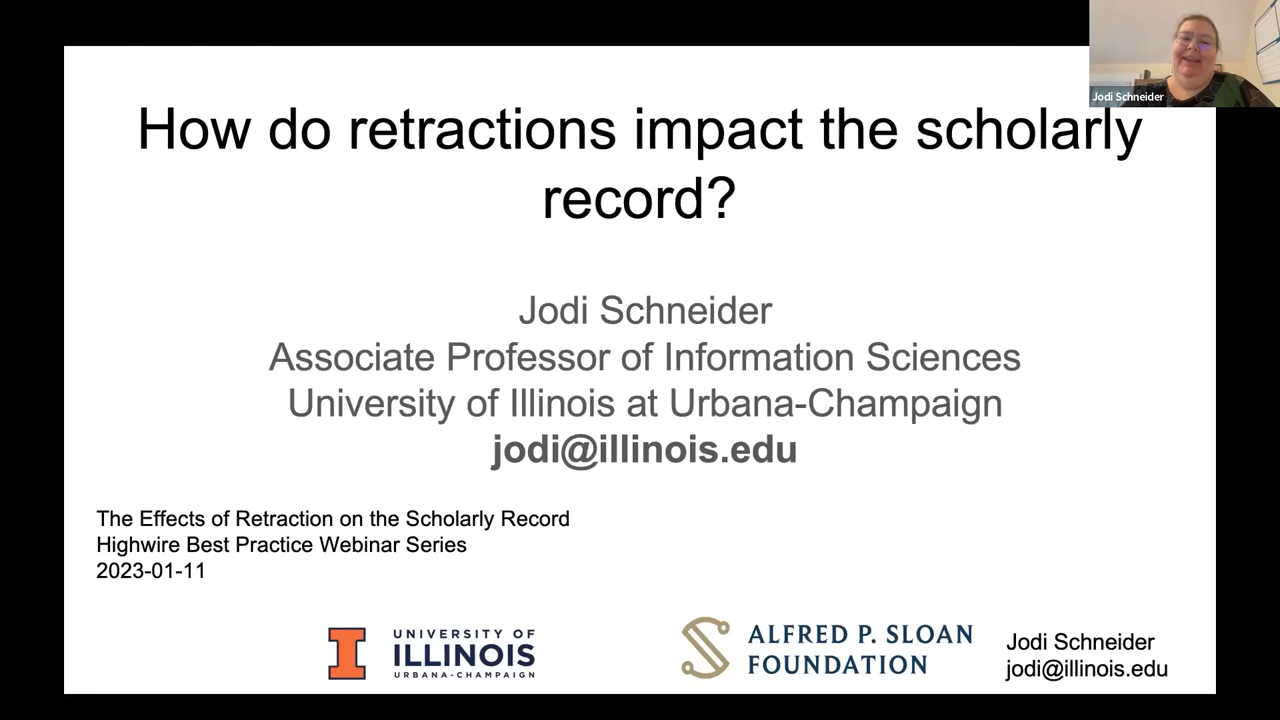 Jodi Schneider
How do retractions impact the scholarly
record?
Jodi Schneider
Associate Professor of Information Sciences
University of Illinois at Urbana-Champaign
jodi@illinois.edu
The Effects of Retraction on the Scholarly Record
Highwire Best Practice Webinar Series
2023-01-11
UNIVERSITY OF
ILLINOIS
URBANA-CHAMPAIGN
ALFRED P. SLOAN
FOUNDATION
Jodi Schneider
jodi@illinois.edu